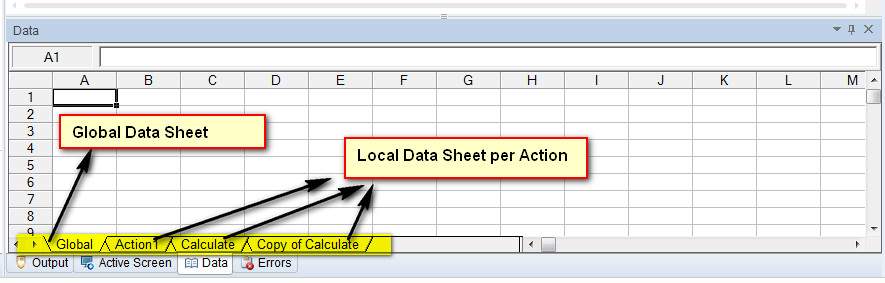 Data
A1
A B C D E F G H I J K L M
1
2
3
Global Data Sheet
4
Local Data Sheet per Action
5
6
7
8
9
Global Action1 Calculate Copy of Calculate
Output Active Screen Data Errors